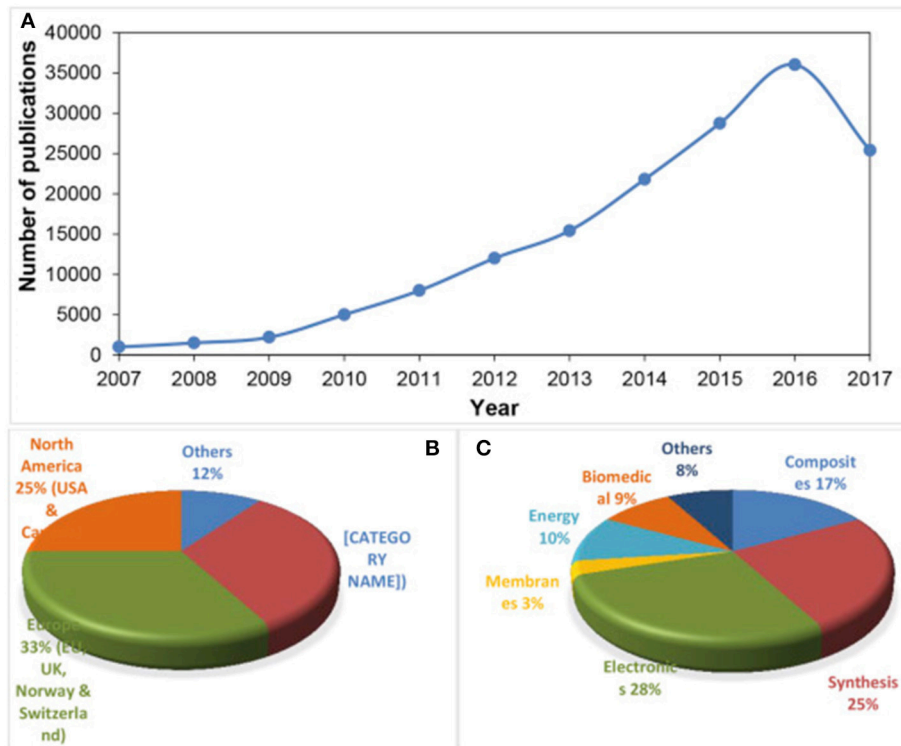 A
Number of publications
40000
35000
30000
25000
20000
15000
10000
5000
0
2007 2008 2009 2010 2011 2012 2013 2014 2015 2016 2017
Year
B
North
America
25% (USA
&
Others
12%
[CATEGO
RY
NAME])
Europe
33% (EU,
UK,
Norway &
Switzerla
nd)
C
Others
8%
Composit
es 17%
Biomedic
al 9%
Energy
10%
Membran
es 3%
Electronic
s 28%
Synthesis
25%